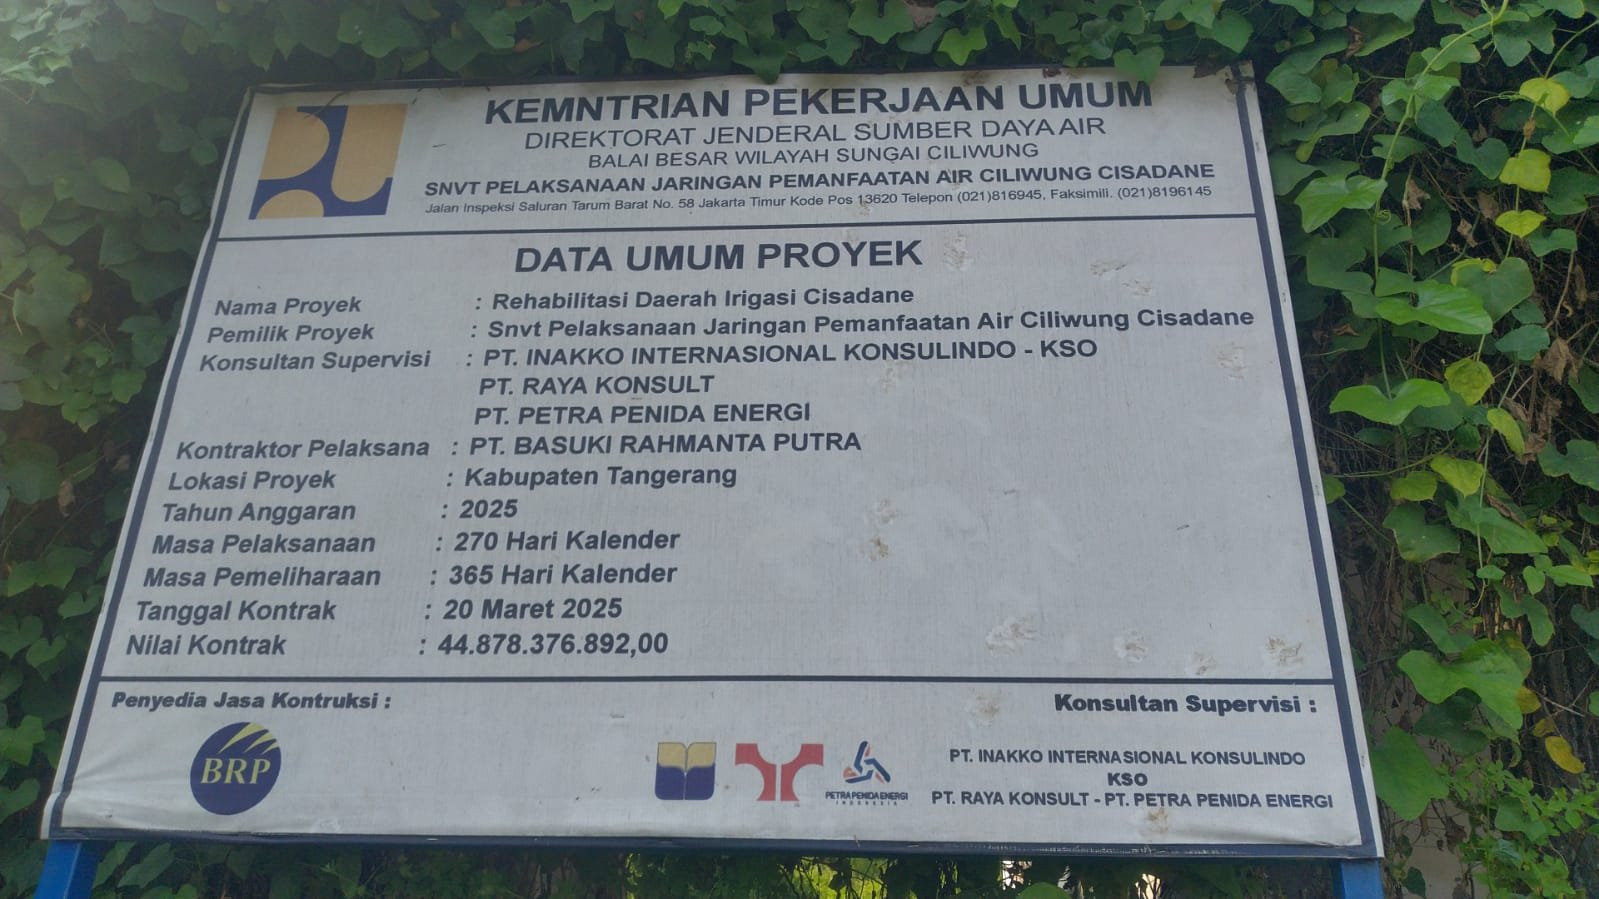 KEMNTRIAN PEKERJAAN UMUM
DIREKTORAT JENDERAL SUMBER DAYA AIR
BALAI BESAR WILAYAH SUNGAI CILIWUNG
SNVT PELAKSANAAN JARINGAN PEMANFAATAN AIR CILIWUNG CISADANE
Jalan Inspeksi Saluran Tarum Barat No. 58 Jakarta Timur Kode Pos 13620 Telepon (021)816945, Faksimili. (021)8196145
DATA UMUM PROYEK
Nama Proyek : Rehabilitasi Daerah Irigasi Cisadane
Pemilik Proyek : Snvt Pelaksanaan Jaringan Pemanfaatan Air Ciliwung Cisadane
Konsultan Supervisi : PT. INAKKO INTERNASIONAL KONSULINDO - KSO
PT. RAYA KONSULT
PT. PETRA PENIDA ENERGI
Kontraktor Pelaksana : PT. BASUKI RAHMANTA PUTRA
Lokasi Proyek : Kabupaten Tangerang
Tahun Anggaran : 2025
Masa Pelaksanaan : 270 Hari Kalender
Masa Pemeliharaan : 365 Hari Kalender
Tanggal Kontrak : 20 Maret 2025
Nilai Kontrak : 44.878.376.892,00
Penyedia Jasa Kontruksi :
BRP
PETRA PENIDA ENERGI
INDONESIA
Konsultan Supervisi :
PT. INAKKO INTERNASIONAL KONSULINDO
KSO
PT. RAYA KONSULT - PT. PETRA PENIDA ENERGI